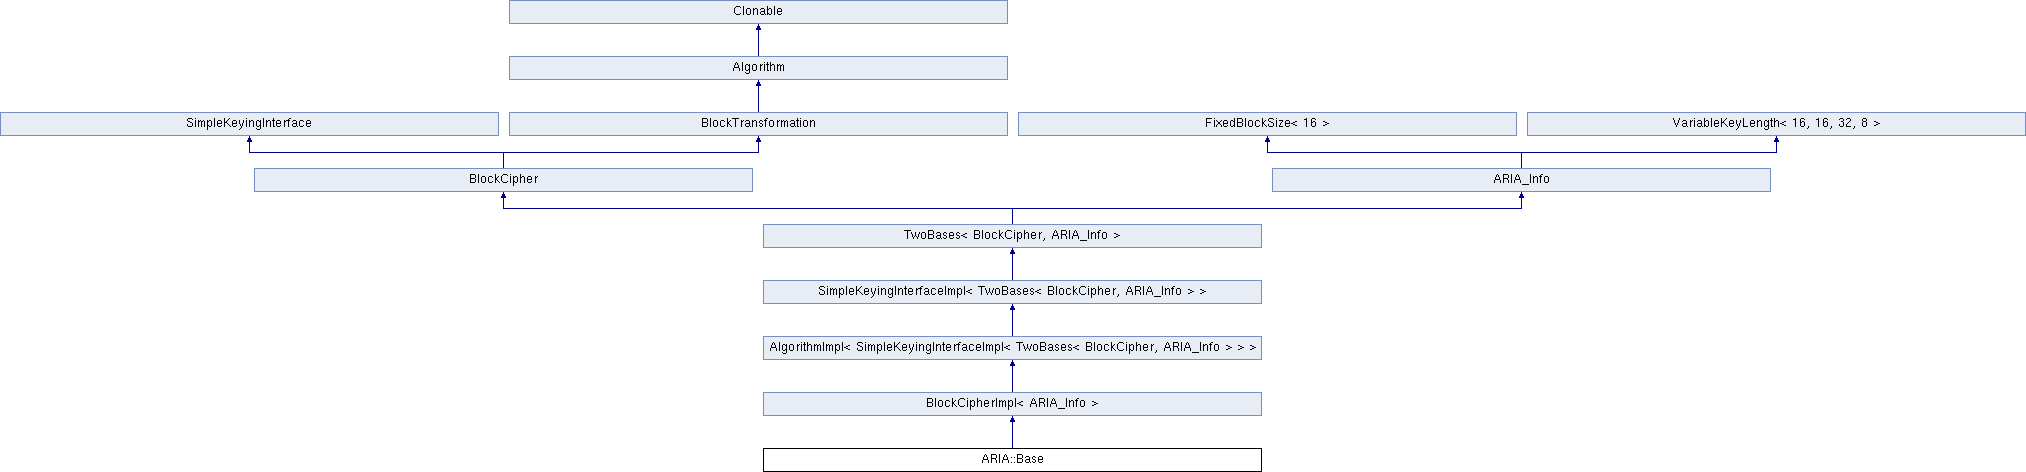 Clonable
Algorithm
SimpleKeyingInterface
BlockTransformation
FixedBlockSize< 16 >
VariableKeyLength< 16, 16, 32, 8 >
BlockCipher
ARIA_Info
TwoBases< BlockCipher, ARIA_Info >
SimpleKeyingInterfaceImpl< TwoBases< BlockCipher, ARIA_Info > >
AlgorithmImpl< SimpleKeyingInterfaceImpl< TwoBases< BlockCipher, ARIA_Info > > >
BlockCipherImpl< ARIA_Info >
ARIA::Base